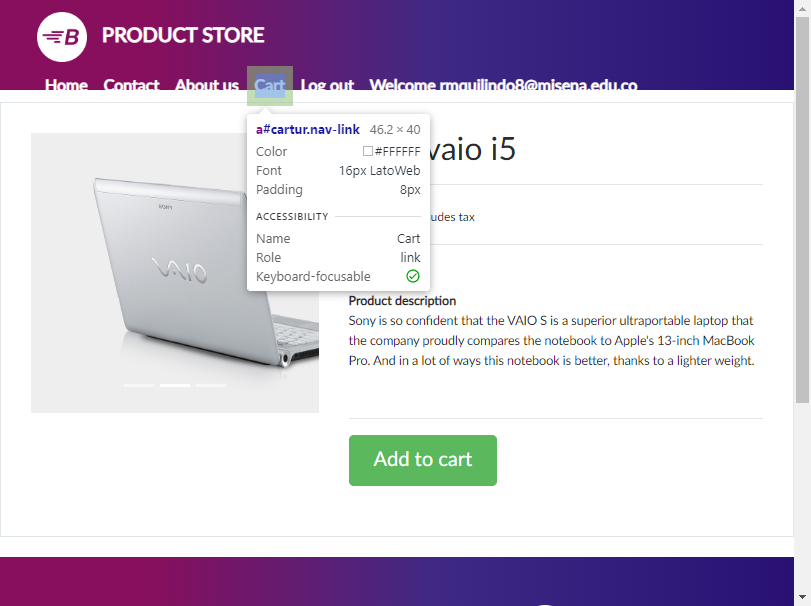 B PRODUCT STORE
Home Contact About us Cart Log out Welcome rmquilindo8@misena.edu.co
a#cartur.nav-link 46.2 × 40
Color #FFFFFF
Font 16px LatoWeb
Padding 8px
ACCESSIBILITY
Name Cart
Role link
Keyboard-focusable
vaio i5
udes tax
SONY
VAIO
Product description
Sony is so confident that the VAIO S is a superior ultraportable laptop that
the company proudly compares the notebook to Apple's 13-inch MacBook
Pro. And in a lot of ways this notebook is better, thanks to a lighter weight.
Add to cart